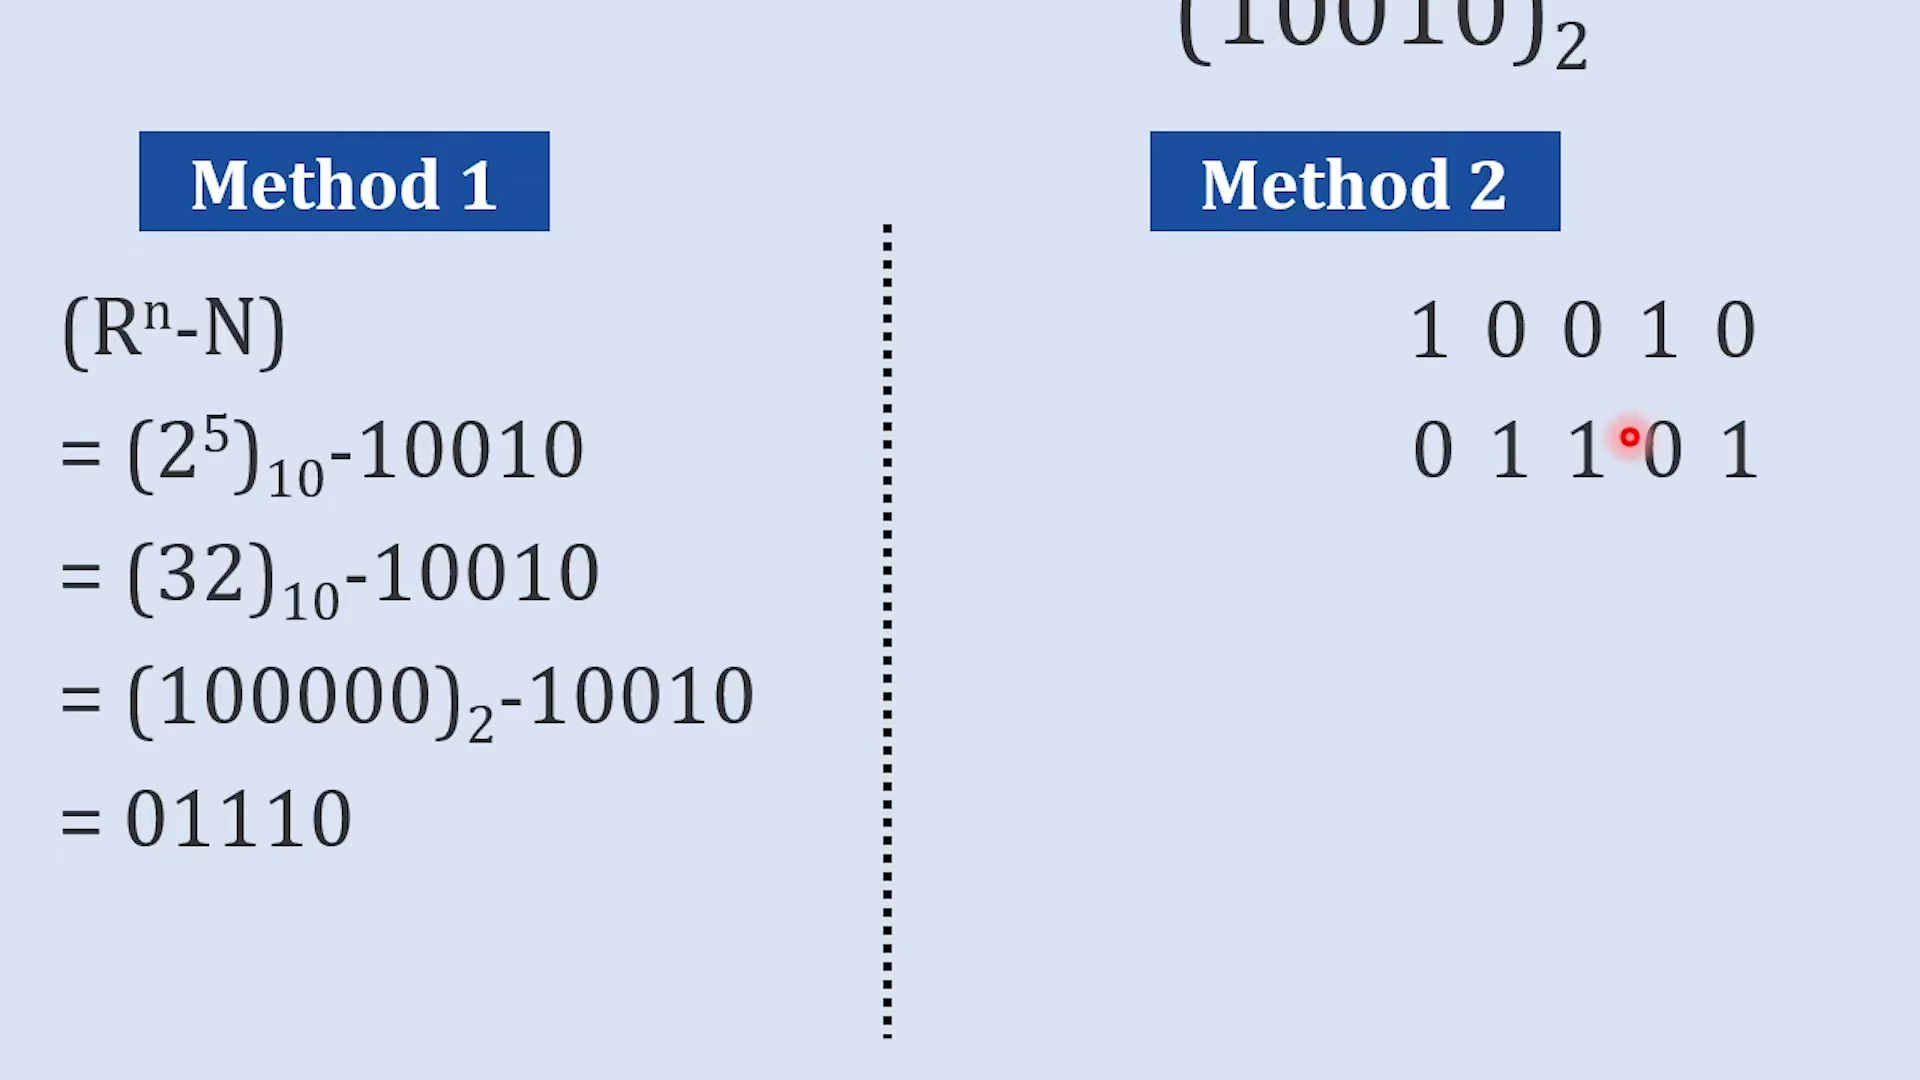 (10010)₂
Method 1
(Rⁿ-N)
= (2⁵)₁₀-10010
= (32)₁₀-10010
= (100000)₂-10010
= 01110
Method 2
1 0 0 1 0
0 1 1 0 1